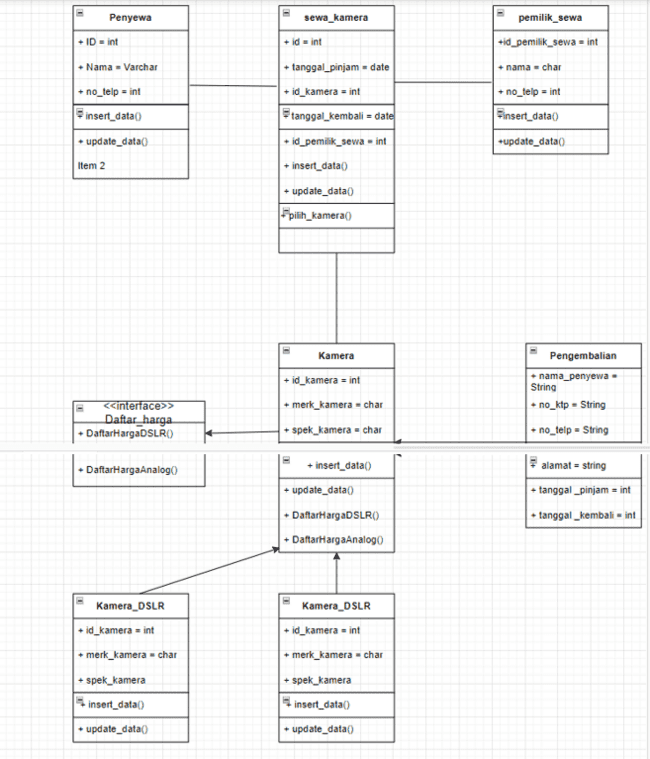 Penyewa
+ ID = int
+ Nama = Varchar
+ no_telp = int
+ insert_data()
+ update_data()
Item 2
sewa_kamera
+ id = int
+ tanggal_pinjam = date
+ id_kamera = int
+ tanggal_kembali = date
+ id_pemilik_sewa = int
+ insert_data()
+ update_data()
+ pilih_kamera()
pemilik_sewa
+id_pemilik_sewa = int
+ nama = char
+ no_telp = int
+insert_data()
+update_data()
Kamera
+ id_kamera = int
+ merk_kamera = char
+ spek_kamera = char
+ insert_data()
+ update_data()
+ DaftarHargaDSLR()
+ DaftarHargaAnalog()
Pengembalian
+ nama_penyewa =
String
+ no_ktp = String
+ no_telp = String
+ alamat = string
+ tanggal _pinjam = int
+ tanggal _kembali = int
<<interface>>
Daftar_harga
+ DaftarHargaDSLR()
+ DaftarHargaAnalog()
Kamera_DSLR
+ id_kamera = int
+ merk_kamera = char
+ spek_kamera
+ insert_data()
+ update_data()
Kamera_DSLR
+ id_kamera = int
+ merk_kamera = char
+ spek_kamera
+ insert_data()
+ update_data()